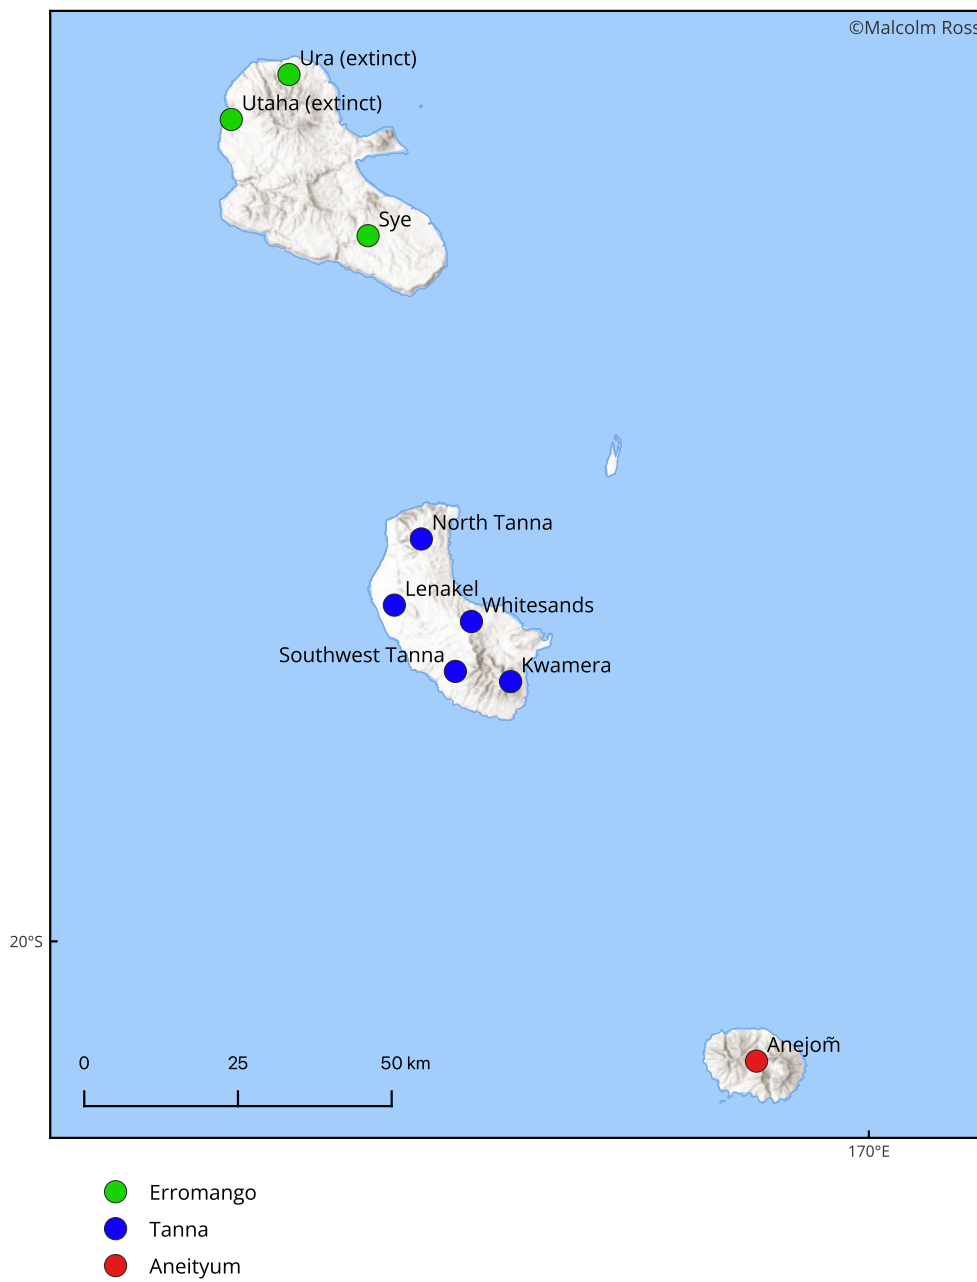 ©Malcolm Ross
Ura (extinct)
Utaha (extinct)
Sye
North Tanna
Lenakel
Whitesands
Southwest Tanna
Kwamera
20°S
Anejom̃
0 25 50 km
170°E
Erromango
Tanna
Aneityum